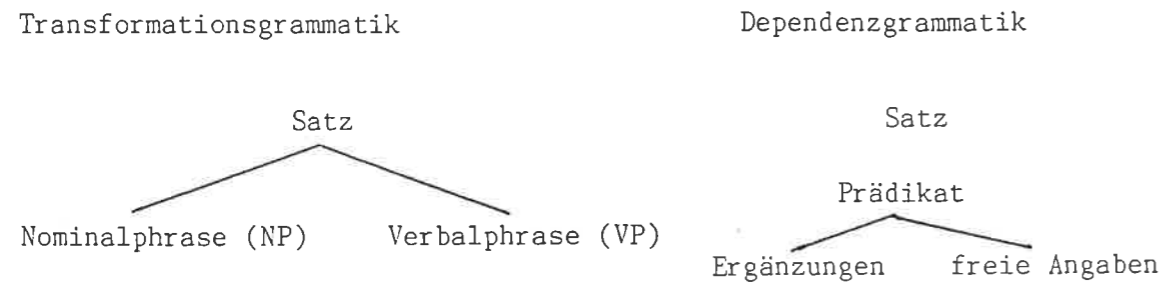 Transformationsgrammatik
Satz
Nominalphrase (NP) Verbalphrase (VP)
Dependenzgrammatik
Satz
Prädikat
Ergänzungen freie Angaben